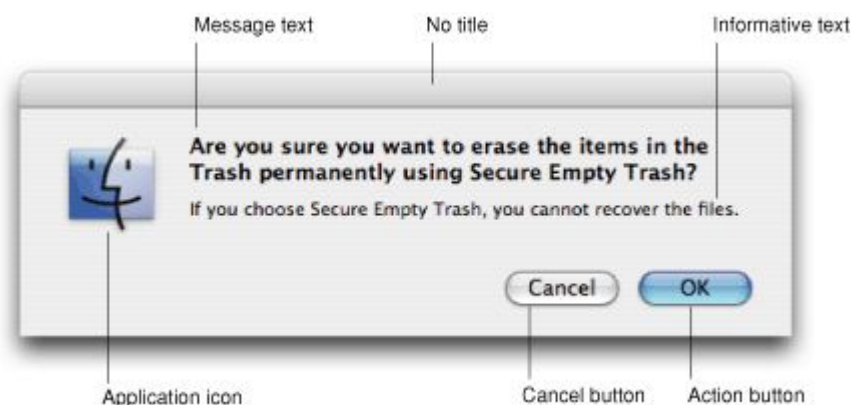 Message text No title Informative text
Are you sure you want to erase the items in the
Trash permanently using Secure Empty Trash?
If you choose Secure Empty Trash, you cannot recover the files.
Cancel OK
Application icon Cancel button Action button